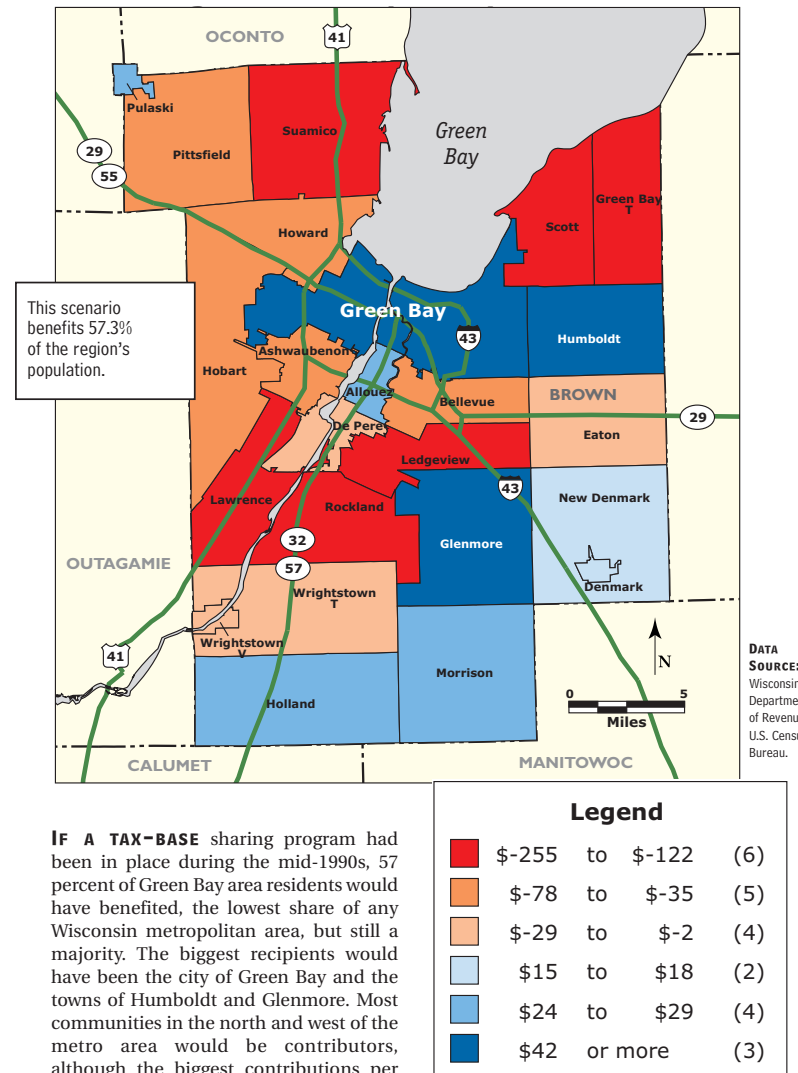 OCONTO
41
Pulaski
Suamico
Green
Bay
29
55
Pittsfield
Green Bay
T
Scott
Howard
This scenario
benefits 57.3%
of the region's
population.
Green Bay
43
Humboldt
Ashwaubenon
Hobart
Allouez
Bellevue
BROWN
29
De Pere
Eaton
Ledgeview
43
New Denmark
Lawrence
Rockland
32
Glenmore
OUTAGAMIE
57
Denmark
Wrightstown
T
Wrightstown
V
41
N
Morrison
0 5
Miles
Holland
CALUMET
MANITOWOC
DATA
SOURCE:
Wisconsin
of Revenu
U.S. Censu
Bureau.
Legend
$-255 to $-122 (6)
$-78 to $-35 (5)
$-29 to $-2 (4)
$15 to $18 (2)
$24 to $29 (4)
$42 or more (3)
IF A TAX-BASE sharing program had
been in place during the mid-1990s, 57
percent of Green Bay area residents would
have benefited, the lowest share of any
Wisconsin metropolitan area, but still a
majority. The biggest recipients would
have been the city of Green Bay and the
towns of Humboldt and Glenmore. Most
communities in the north and west of the
metro area would be contributors,
although the biggest contributions per